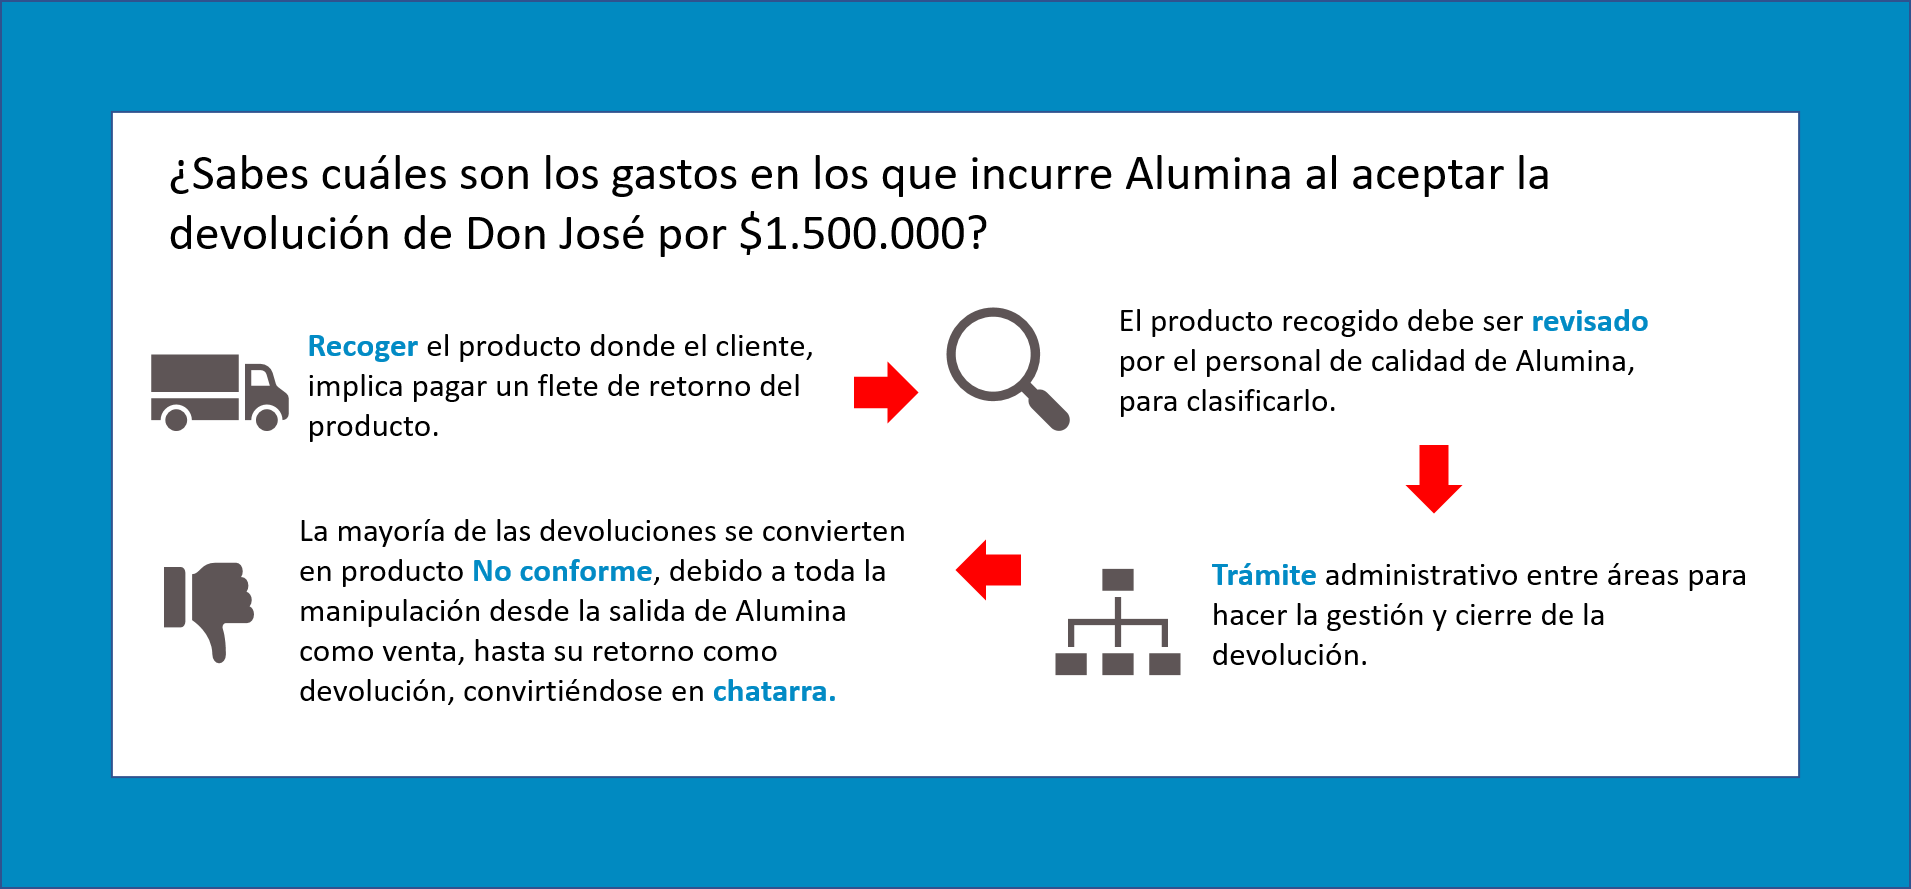 ¿Sabes cuáles son los gastos en los que incurre Alumina al aceptar la
devolución de Don José por $1.500.000?
Recoger el producto donde el cliente,
implica pagar un flete de retorno del
producto.
El producto recogido debe ser revisado
por el personal de calidad de Alumina,
para clasificarlo.
Trámite administrativo entre áreas para
hacer la gestión y cierre de la
devolución.
La mayoría de las devoluciones se convierten
en producto No conforme, debido a toda la
manipulación desde la salida de Alumina
como venta, hasta su retorno como
devolución, convirtiéndose en chatarra.